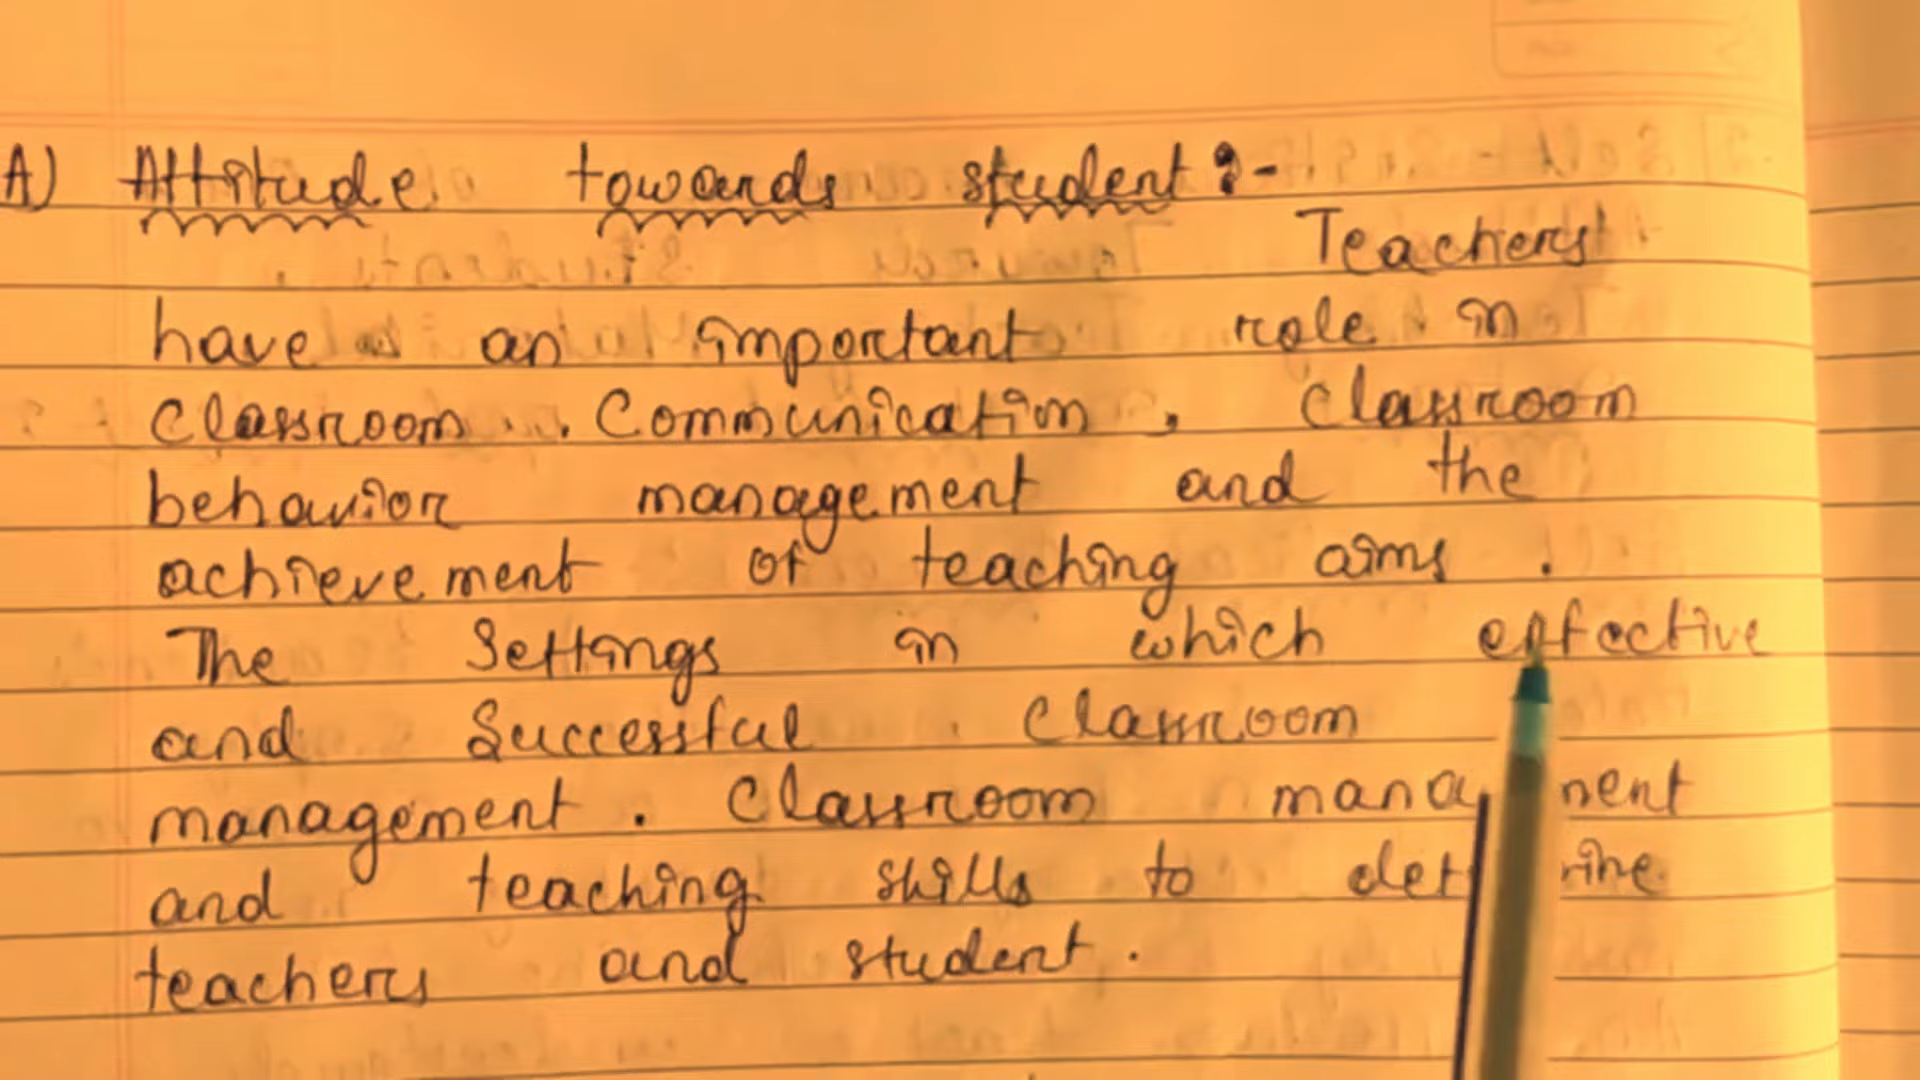 A) Attitude towards student :-
Teachers
have an important role in
classroom . Communication , classroom
behavior management and the
achievement of teaching aims .
The Settings in which effective
and Successful classroom
management . Classroom
and teaching skills to
teachers and student .